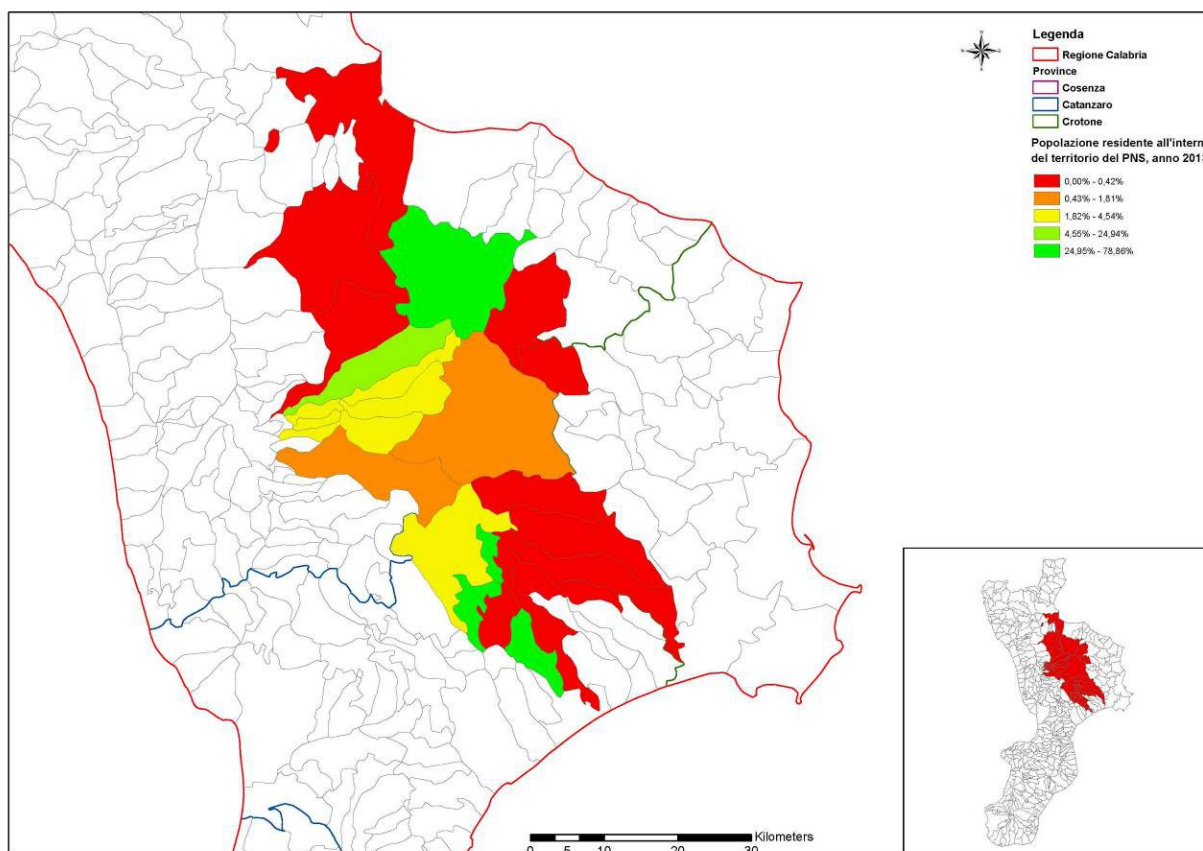 Legenda
Regione Calabria
Province
Cosenza
Catanzaro
Crotone
Popolazione residente all'intern
del territorio del PNS, anno 201
0,00% - 0,42%
0,43% - 1,81%
1,82% - 4,54%
4,55% - 24,94%
24,95% - 78,86%
Kilometers
0 5 10 20 30